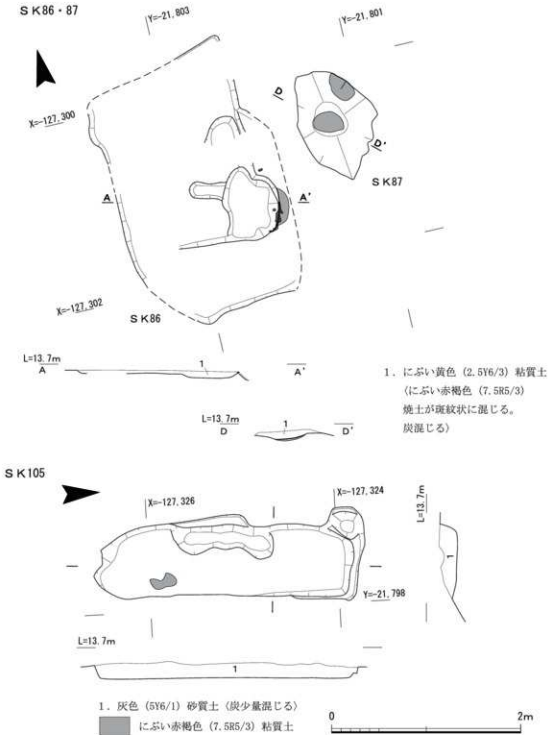 SK86・87
Y=-21,803
Y=-21,801
X=-127,300
D
D'
SK87
A
A'
X=-127,302
SK86
L=13.7m
A
1
A'
L=13.7m
D
1
D'
1. にぶい黄色 (2.5Y6/3) 粘質土
〈にぶい赤褐色 (7.5R5/3)
焼土が斑紋状に混じる。
炭混じる〉
SK105
X=-127,326
X=-127,324
L=13.7m
1
Y=-21,798
L=13.7m
1
1. 灰色 (5Y6/1) 砂質土〈炭少量混じる〉
にぶい赤褐色 (7.5R5/3) 粘質土
0
2m